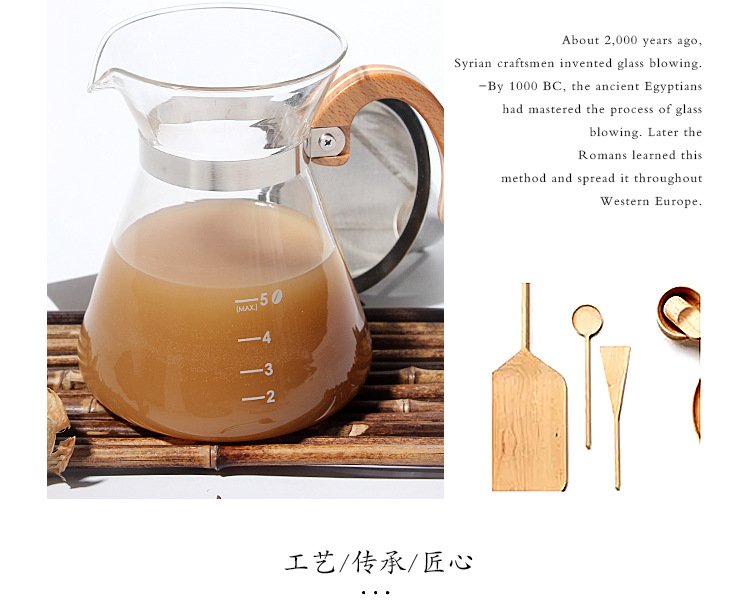 About 2,000 years ago,
Syrian craftsmen invented glass blowing.
-By 1000 BC, the ancient Egyptians
had mastered the process of glass
blowing. Later the
Romans learned this
method and spread it throughout
Western Europe.
5
(MAX.)
4
3
2
工艺/传承/匠心
...